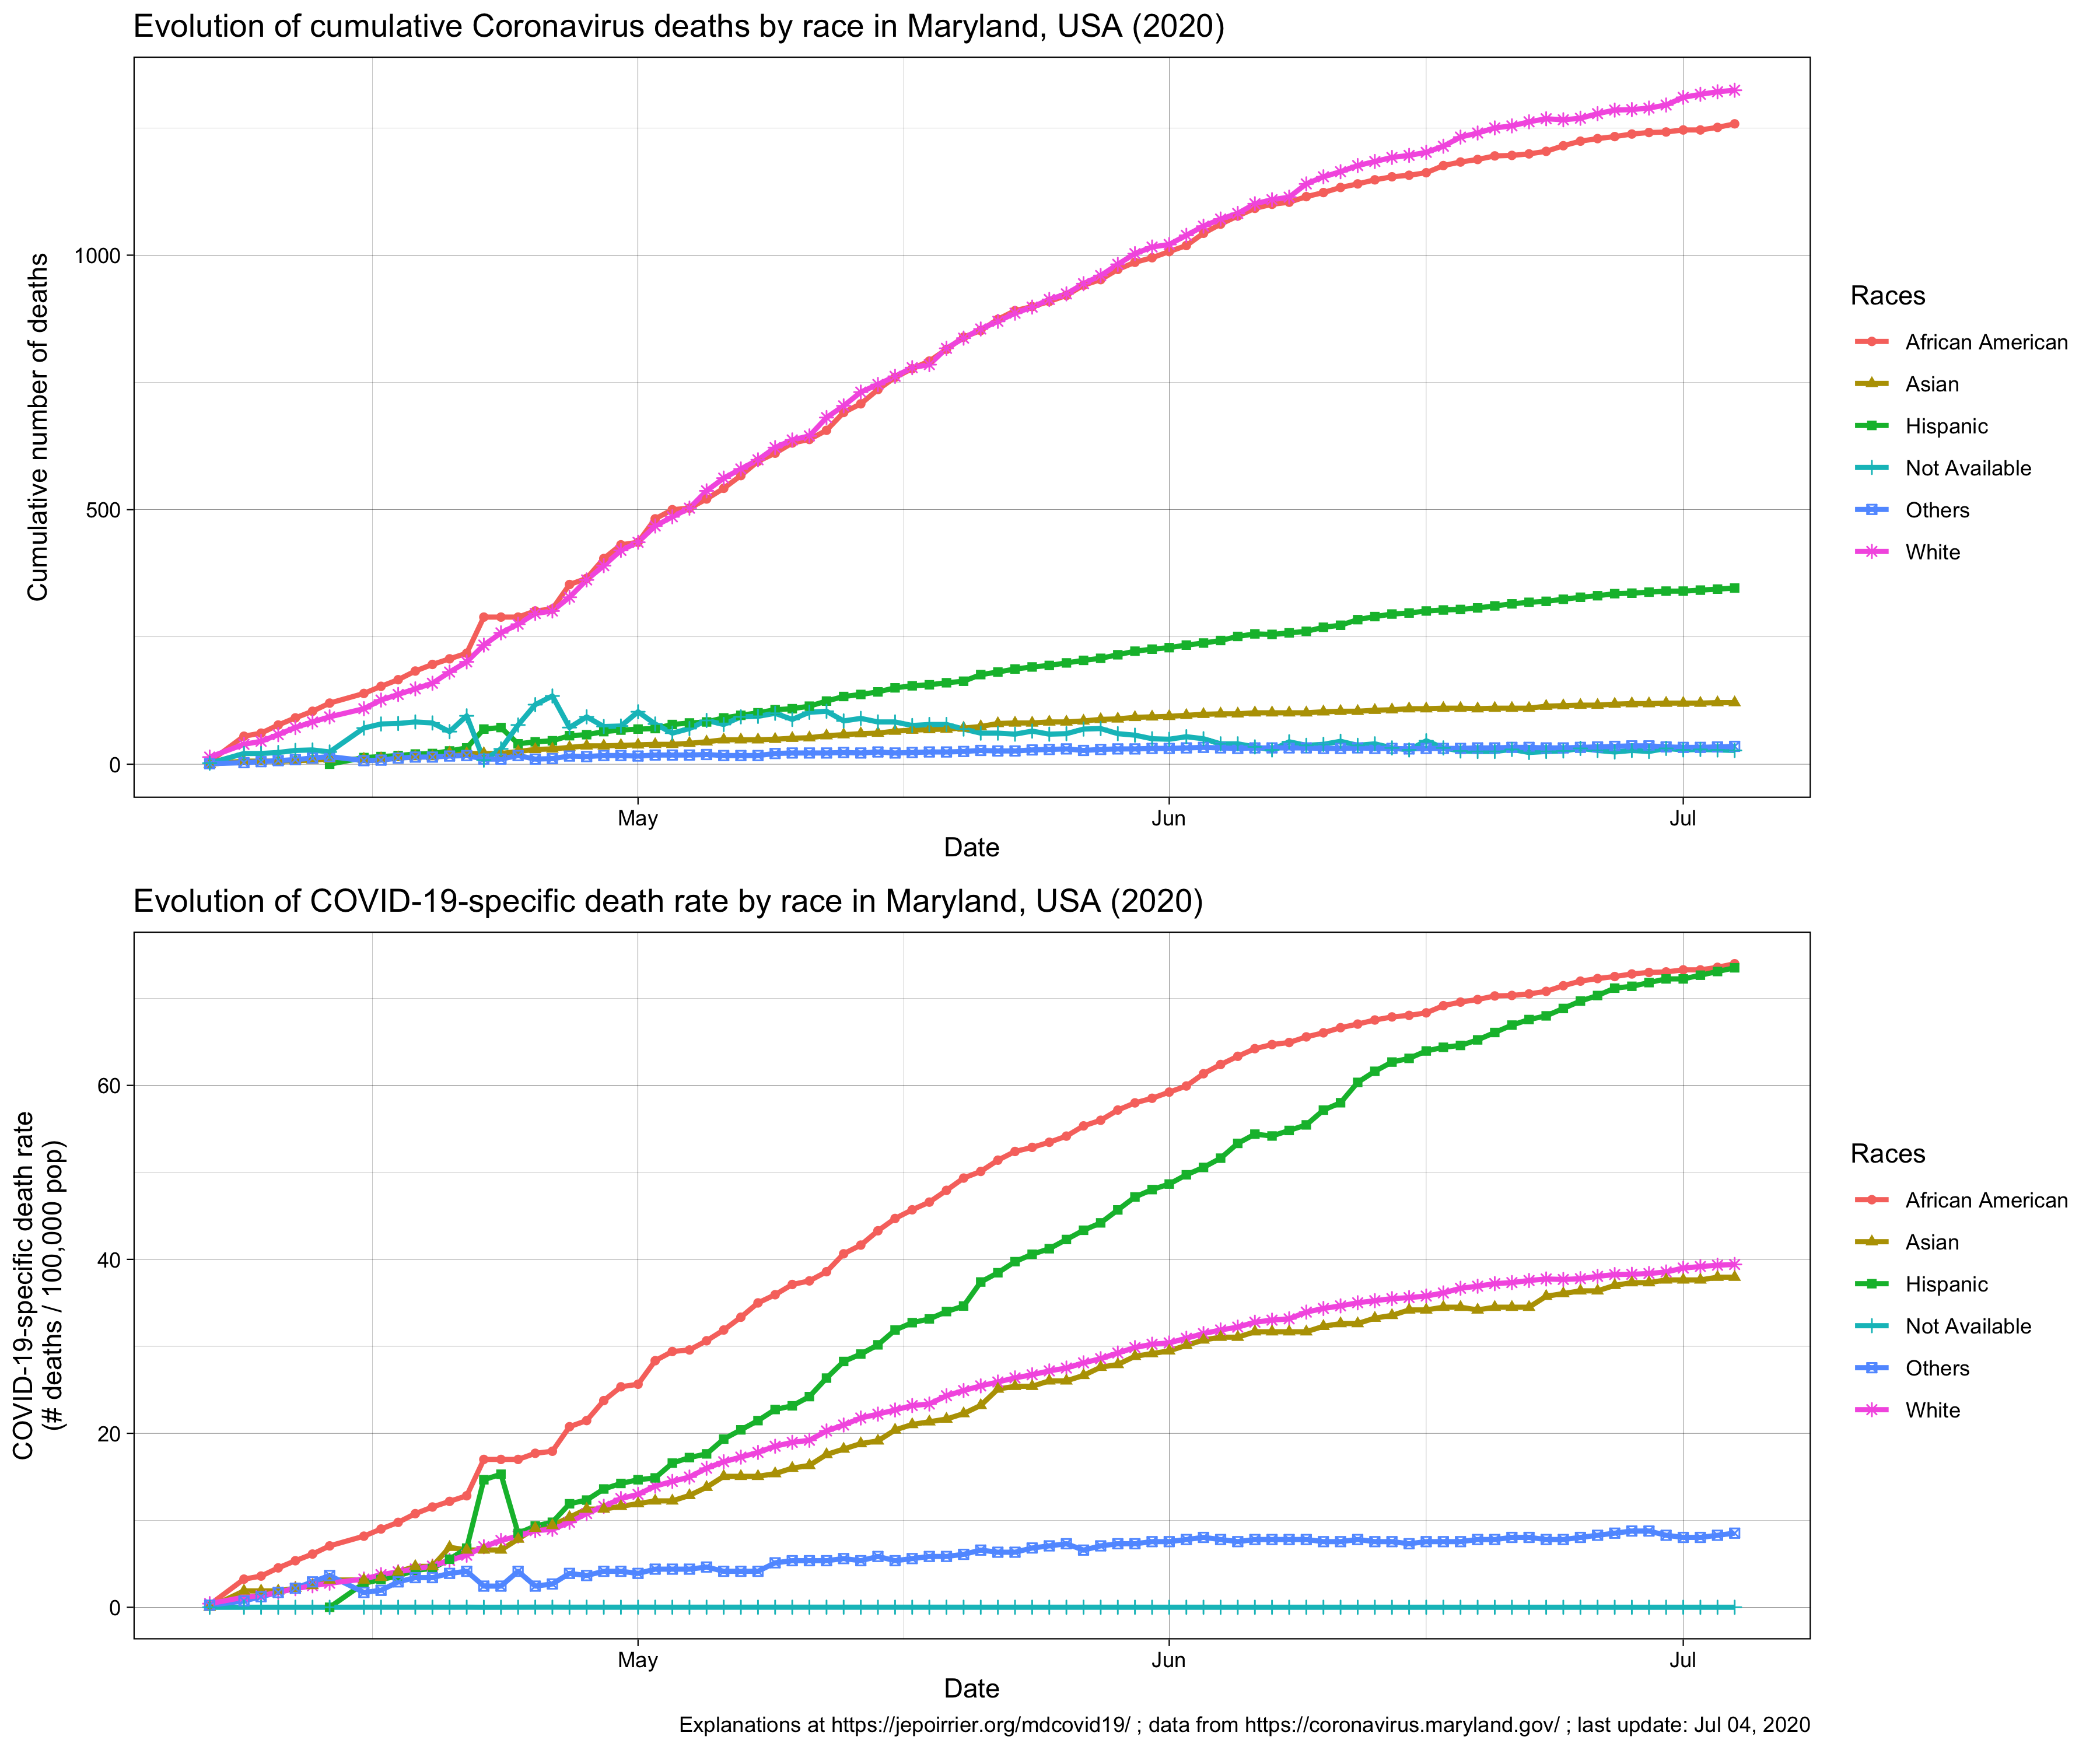 Evolution of cumulative Coronavirus deaths by race in Maryland, USA (2020)
Cumulative number of deaths
1000
500
0
May
Jun
Jul
Date
Races
African American
Asian
Hispanic
Not Available
Others
White
Evolution of COVID-19-specific death rate by race in Maryland, USA (2020)
COVID-19-specific death rate
(# deaths / 100,000 pop)
60
40
20
0
May
Jun
Jul
Date
Races
African American
Asian
Hispanic
Not Available
Others
White
Explanations at https://jepoirrier.org/mdcovid19/ ; data from https://coronavirus.maryland.gov/ ; last update: Jul 04, 2020